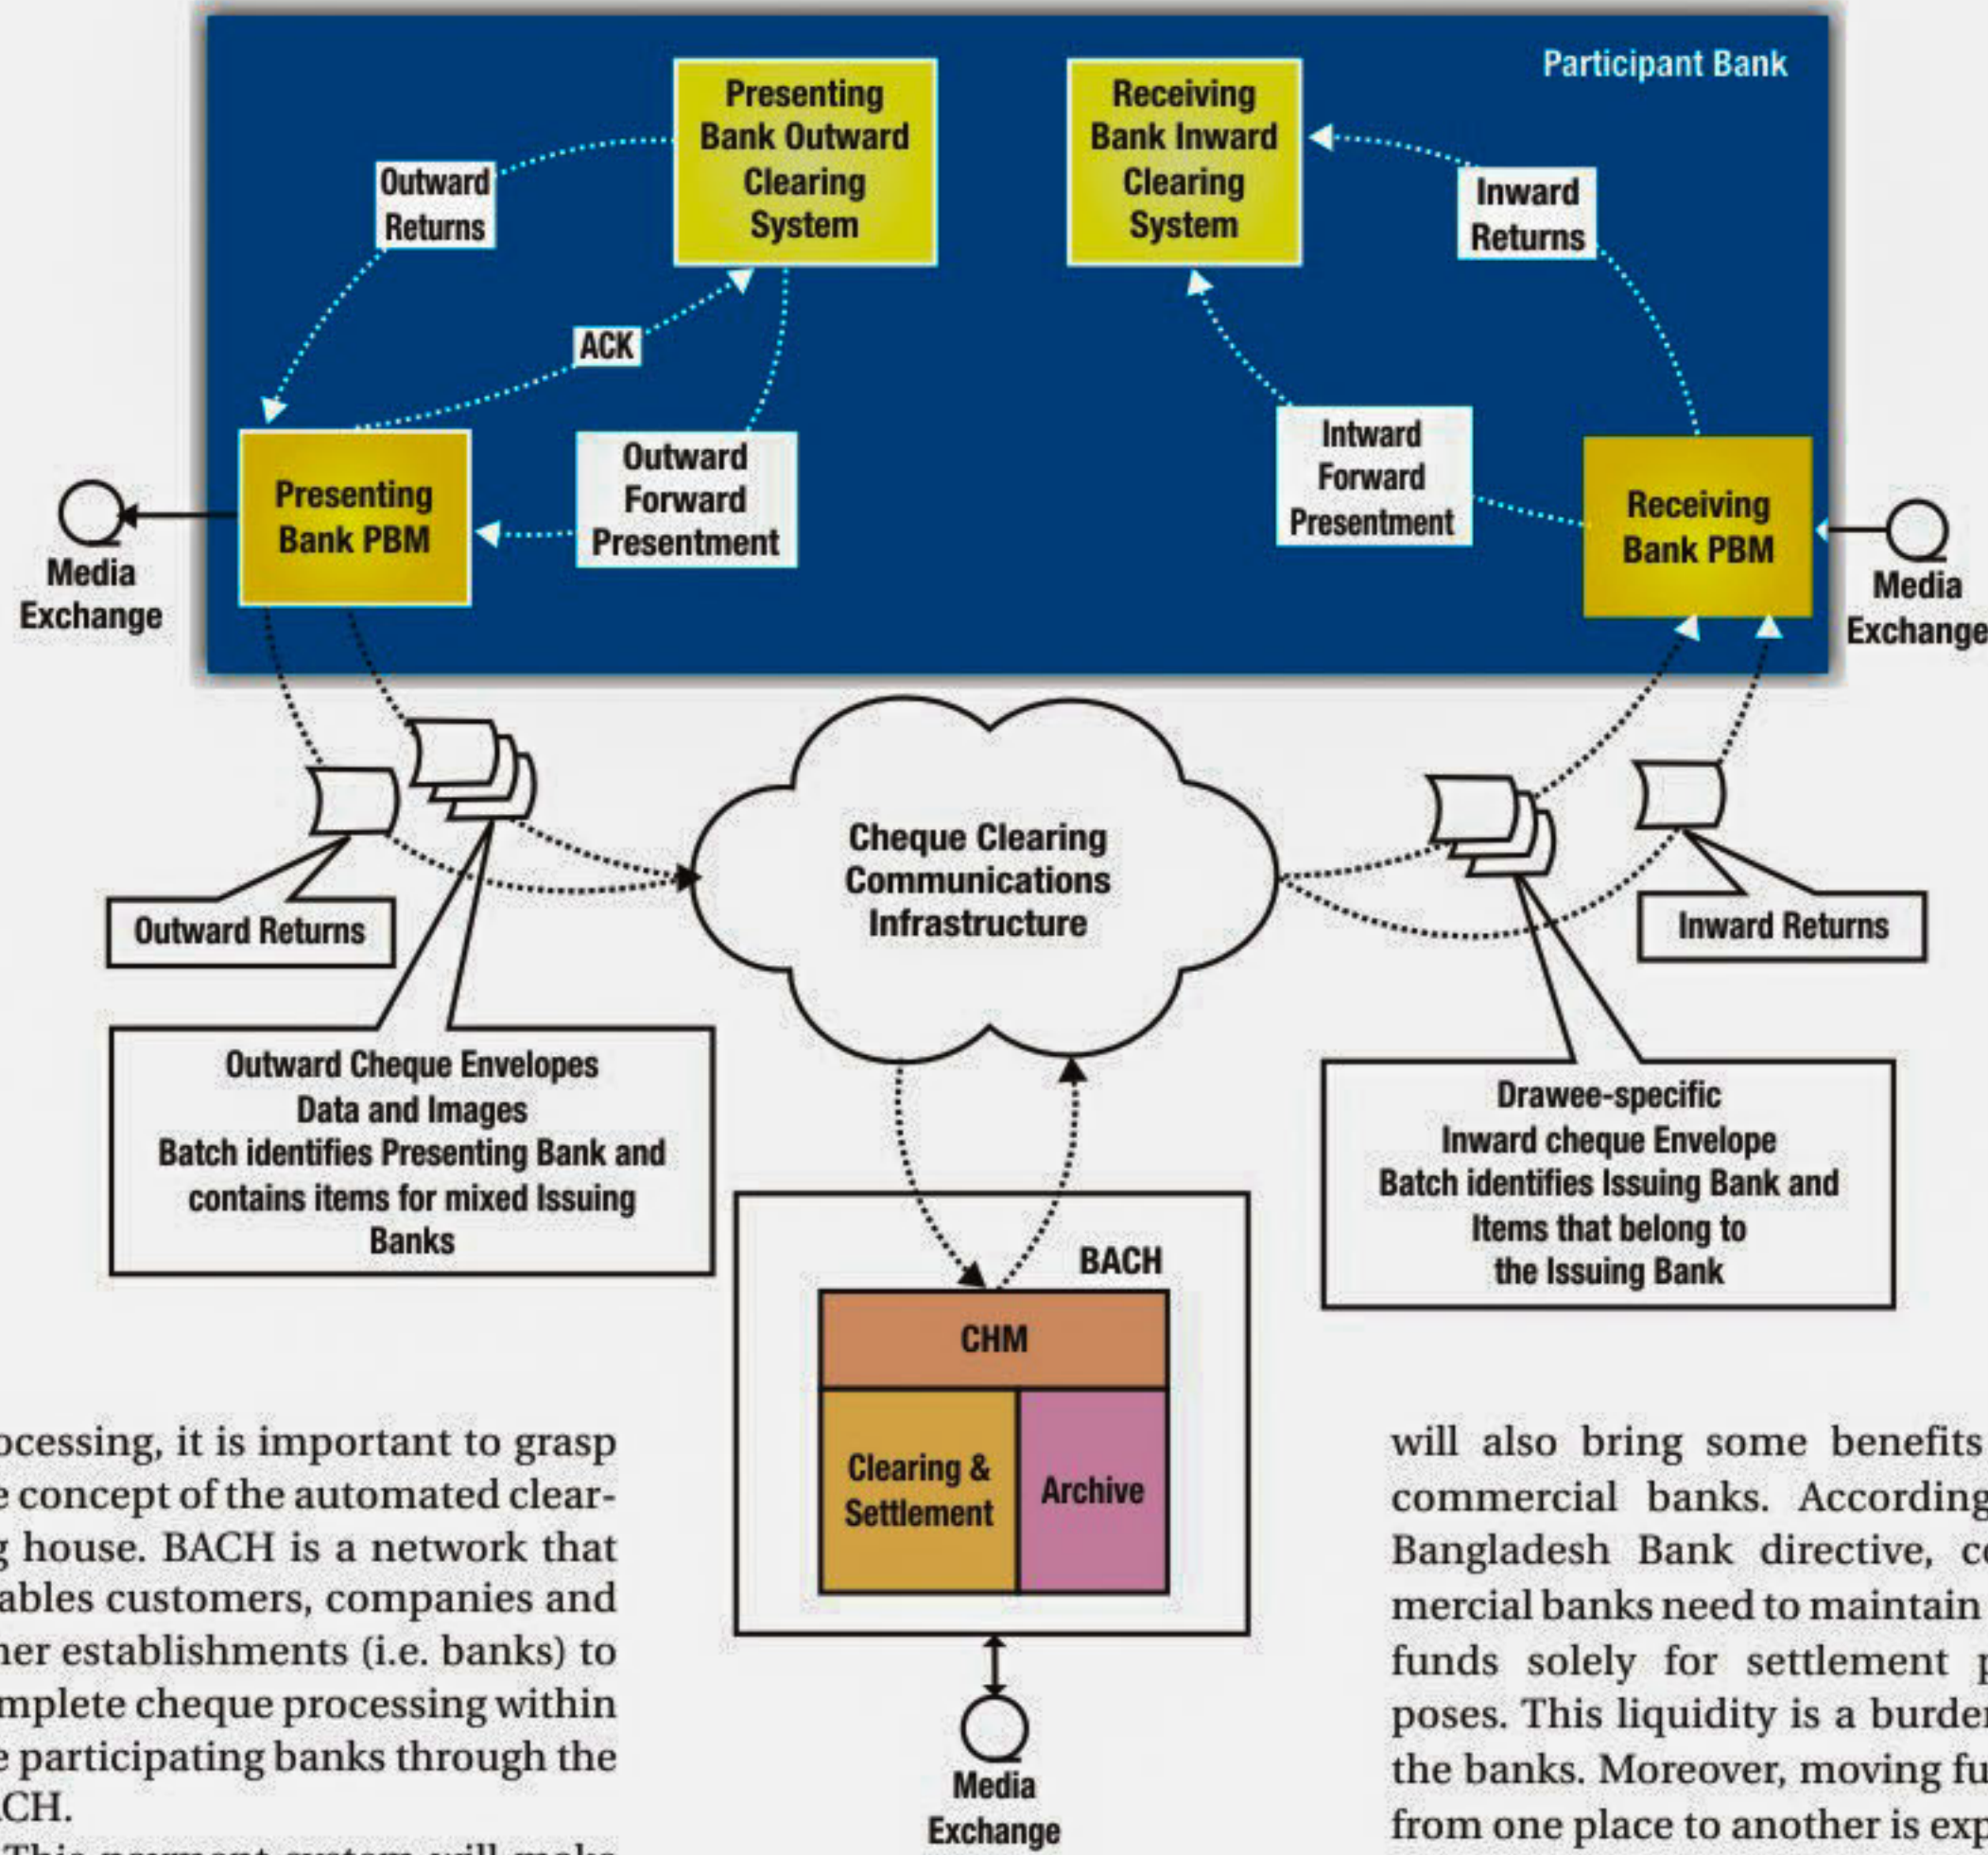 Participant Bank
Presenting
Bank Outward
Clearing
System
Receiving
Bank Inward
Clearing
System
Outward
Returns
Inward
Returns
ACK
Outward
Forward
Presentment
Intward
Forward
Presentment
Presenting
Bank PBM
Receiving
Bank PBM
Media
Exchange
Media
Exchange
Cheque Clearing
Communications
Infrastructure
Outward Returns
Inward Returns
Outward Cheque Envelopes
Data and Images
Batch identifies Presenting Bank and
contains items for mixed Issuing
Banks
Drawee-specific
Inward cheque Envelope
Batch identifies Issuing Bank and
Items that belong to
the Issuing Bank
BACH
CHM
Clearing &
Settlement
Archive
Media
Exchange
ocessing, it is important to grasp
e concept of the automated clear-
g house. BACH is a network that
ables customers, companies and
her establishments (i.e. banks) to
mplete cheque processing within
e participating banks through the
ACH.
This payment system will make
will also bring some benefits
commercial banks. According
Bangladesh Bank directive, co
mercial banks need to maintain
funds solely for settlement p
poses. This liquidity is a burde
the banks. Moreover, moving fu
from one place to another is exp